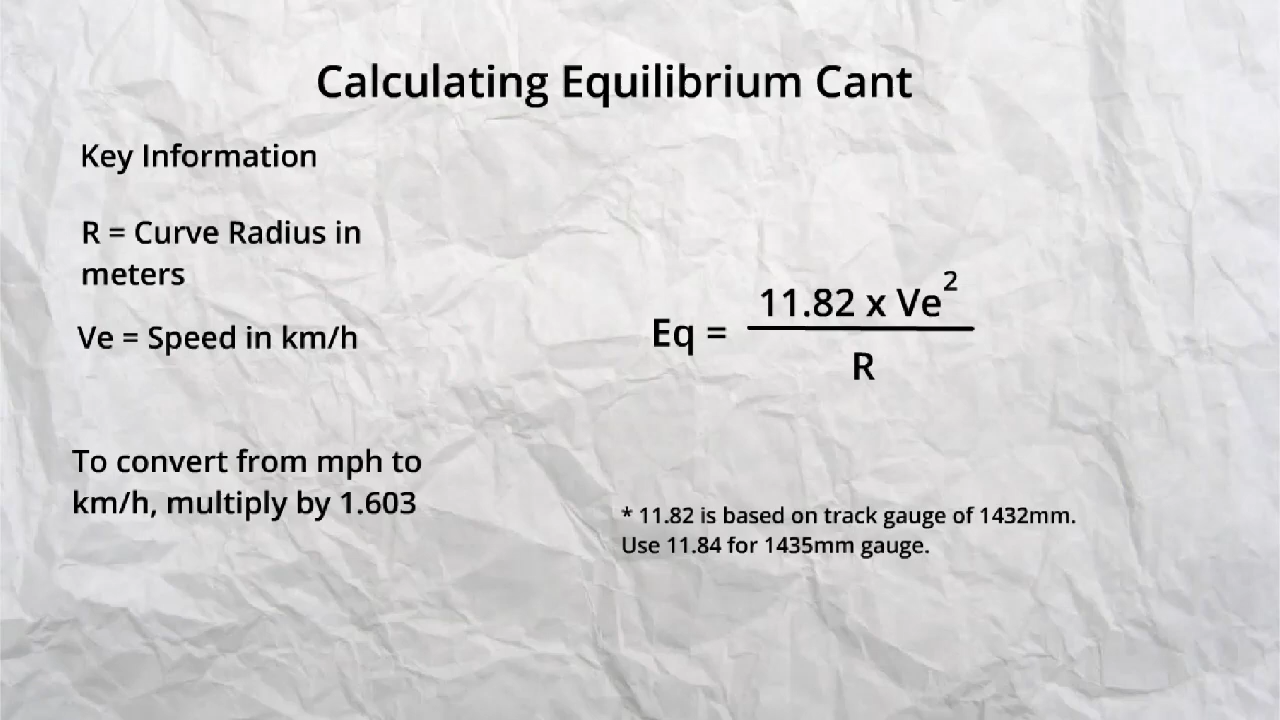 Calculating Equilibrium Cant
Key Information
R = Curve Radius in
meters
Ve = Speed in km/h
To convert from mph to
km/h, multiply by 1.603
Eq = 11.82 x Ve²
R
* 11.82 is based on track gauge of 1432mm.
Use 11.84 for 1435mm gauge.